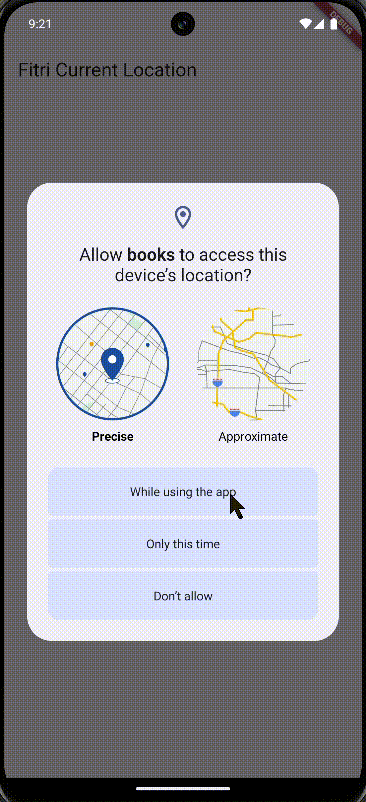 9:21
DEBUG
Fitri Current Location
Allow books to access this
device's location?
Precise
Approximate
While using the app
Only this time
Don't allow